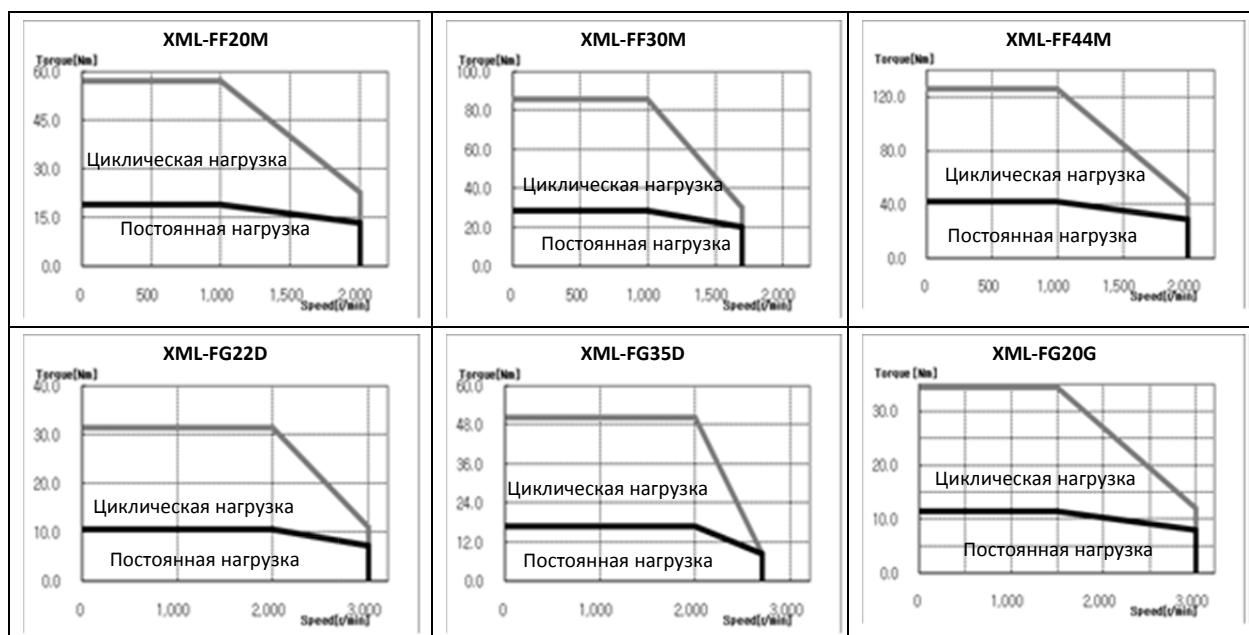 XML-FF20M
Torque[Nm]
60.0
45.0
Циклическая нагрузка
30.0
15.0
Постоянная нагрузка
0.0
0 500 1,000 1,500 2,000
Speed[r/min]
XML-FF30M
Torque[Nm]
100.0
80.0
60.0
Циклическая нагрузка
40.0
20.0
Постоянная нагрузка
0.0
0 500 1,000 1,500 2,000
Speed[r/min]
XML-FF44M
Torque[Nm]
120.0
80.0
Циклическая нагрузка
40.0
Постоянная нагрузка
0.0
0 500 1,000 1,500 2,000
Speed[r/min]
XML-FG22D
Torque[Nm]
40.0
30.0
20.0
Циклическая нагрузка
10.0
Постоянная нагрузка
0.0
0 1,000 2,000 3,000
Speed[r/min]
XML-FG35D
Torque[Nm]
60.0
48.0
36.0
Циклическая нагрузка
24.0
12.0
Постоянная нагрузка
0.0
0 1,000 2,000 3,000
Speed[r/min]
XML-FG20G
Torque[Nm]
30.0
20.0
Циклическая нагрузка
10.0
Постоянная нагрузка
0.0
0 1,000 2,000 3,000
Speed[r/min]